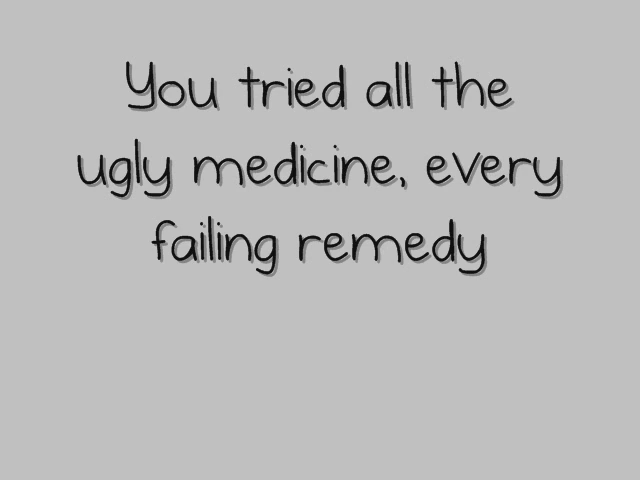 You tried all the
ugly medicine, every
failing remedy